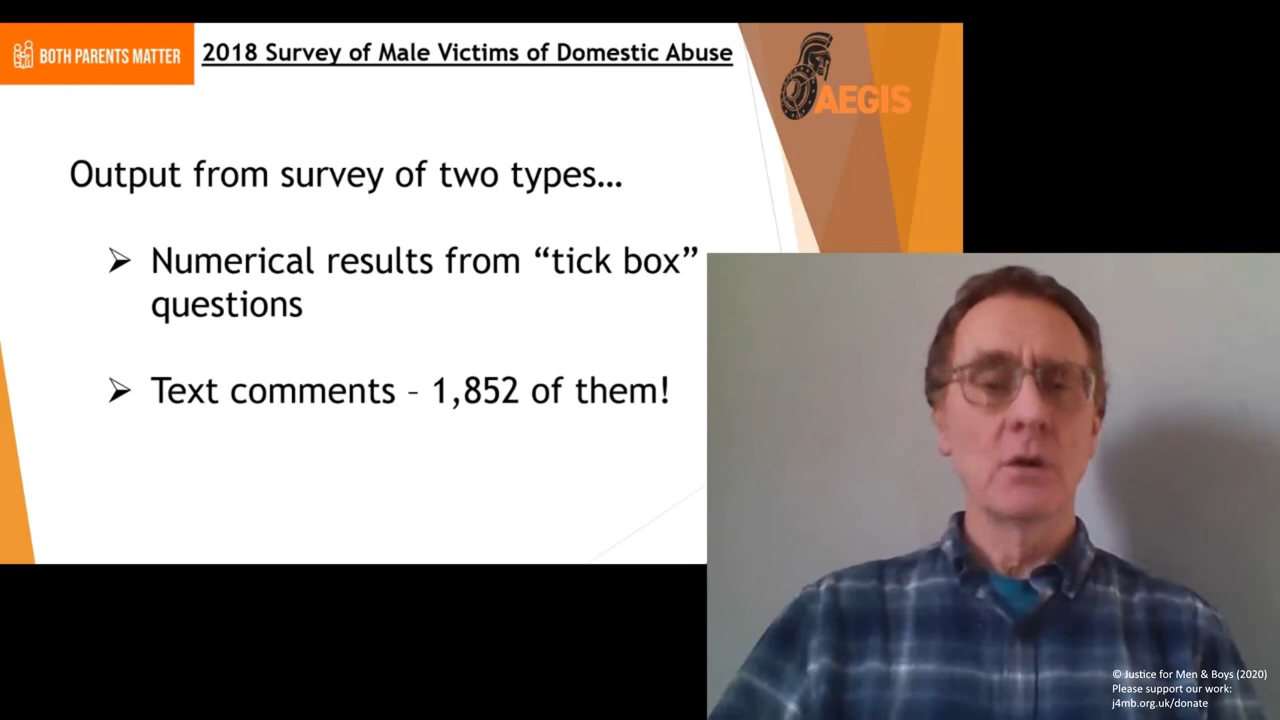 BOTH PARENTS MATTER
2018 Survey of Male Victims of Domestic Abuse
AEGIS
Output from survey of two types…
➢ Numerical results from “tick box”
questions
➢ Text comments – 1,852 of them!
© Justice for Men & Boys (2020)
Please support our work:
j4mb.org.uk/donate